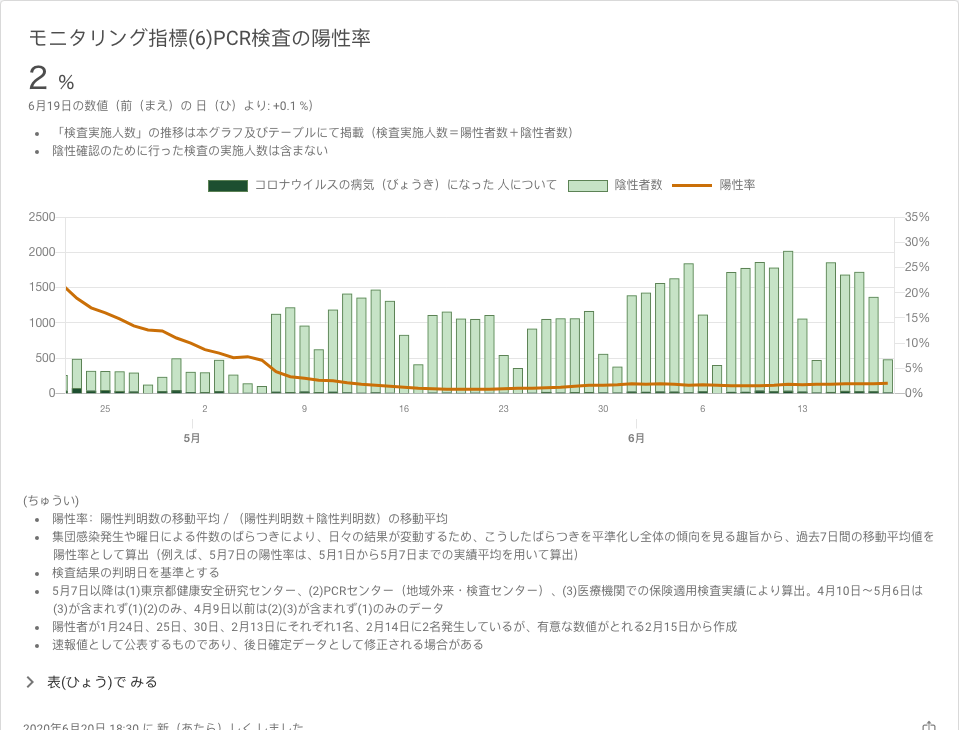 モニタリング指標(6)PCR検査の陽性率
2 %
6月19日の数値（前（まえ）の 日（ひ）より: +0.1 %）
「検査実施人数」の推移は本グラフ及びテーブルにて掲載（検査実施人数＝陽性者数＋陰性者数）
陰性確認のために行った検査の実施人数は含まない
コロナウイルスの病気（びょうき）になった 人について 陰性者数 陽性率
2500 35%
30%
2000
25%
1500 20%
1000 15%
10%
500
5%
0 0%
25 2 9 16 23 30 6 13
5月 6月
(ちゅうい)
陽性率：陽性判明数の移動平均 / （陽性判明数＋陰性判明数）の移動平均
集団感染発生や曜日による件数のばらつきにより、日々の結果が変動するため、こうしたばらつきを平準化し全体の傾向を見る趣旨から、過去7日間の移動平均値を
陽性率として算出（例えば、5月7日の陽性率は、5月1日から5月7日までの実績平均を用いて算出）
検査結果の判明日を基準とする
5月7日以降は(1)東京都健康安全研究センター、(2)PCRセンター（地域外来・検査センター）、(3)医療機関での保険適用検査実績により算出。4月10日～5月6日は
(3)が含まれず(1)(2)のみ、4月9日以前は(2)(3)が含まれず(1)のみのデータ
陽性者が1月24日、25日、30日、2月13日にそれぞれ1名、2月14日に2名発生しているが、有意な数値がとれる2月15日から作成
速報値として公表するものであり、後日確定データとして修正される場合がある
表(ひょう)で みる
2020年6月20日 18:30 に 新（あたら）しく しました